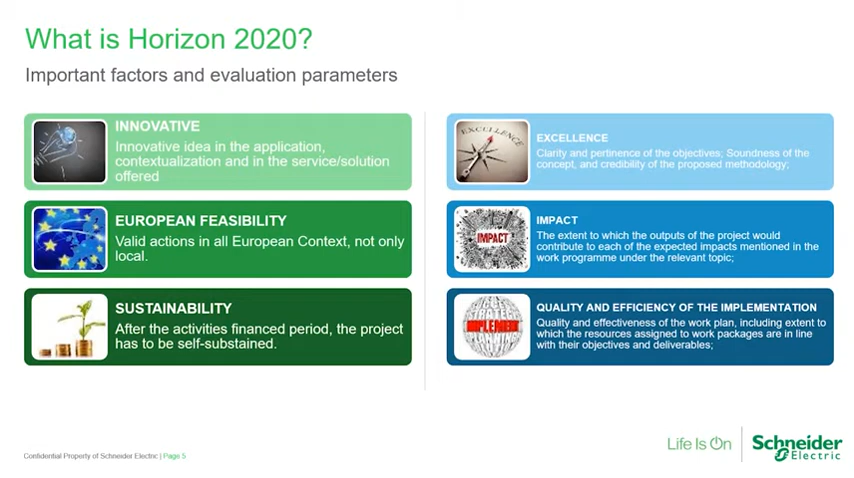 What is Horizon 2020?
Important factors and evaluation parameters
INNOVATIVE
Innovative idea in the application,
contextualization and in the service/solution
offered
EUROPEAN FEASIBILITY
Valid actions in all European Context, not only
local.
SUSTAINABILITY
After the activities financed period, the project
has to be self-substained.
EXCELLENCE
EXCELLENCE
Clarity and pertinence of the objectives; Soundness of the
concept, and credibility of the proposed methodology;
IMPACT
IMPACT
The extent to which the outputs of the project would
contribute to each of the expected impacts mentioned in the
work programme under the relevant topic;
STRATEGY
IMPLEMENT
PLANNING
QUALITY AND EFFICIENCY OF THE IMPLEMENTATION
Quality and effectiveness of the work plan, including extent to
which the resources assigned to work packages are in line
with their objectives and deliverables;
Confidential Property of Schneider Electric | Page 5
Life Is On
Schneider
Electric